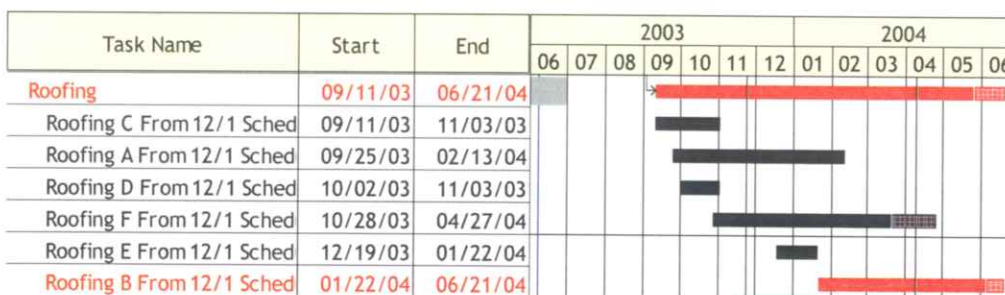 Task Name Start End 2003 2004
06 07 08 09 10 11 12 01 02 03 04 05 06
Roofing 09/11/03 06/21/04
Roofing C From 12/1 Sched 09/11/03 11/03/03
Roofing A From 12/1 Sched 09/25/03 02/13/04
Roofing D From 12/1 Sched 10/02/03 11/03/03
Roofing F From 12/1 Sched 10/28/03 04/27/04
Roofing E From 12/1 Sched 12/19/03 01/22/04
Roofing B From 12/1 Sched 01/22/04 06/21/04